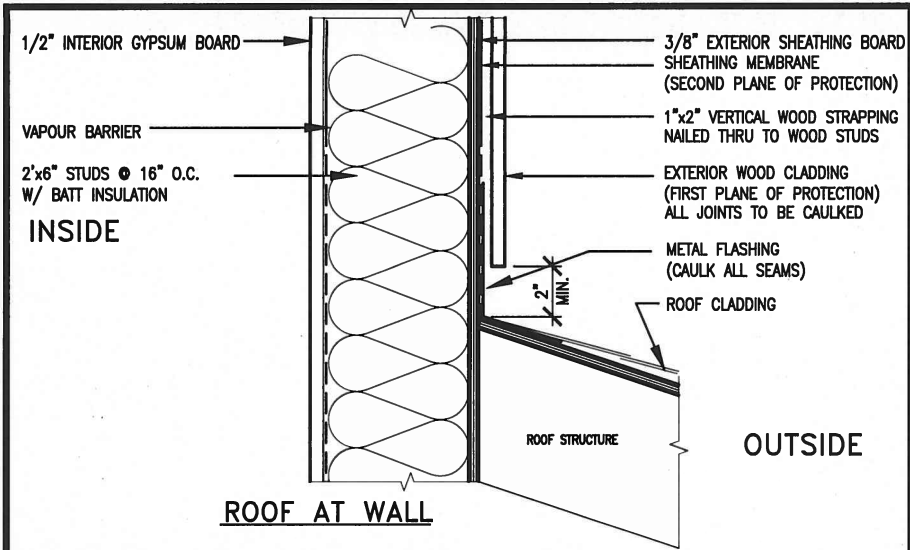 1/2" INTERIOR GYPSUM BOARD
VAPOUR BARRIER
2'x6" STUDS @ 16" O.C.
W/ BATT INSULATION
INSIDE
3/8" EXTERIOR SHEATHING BOARD
SHEATHING MEMBRANE
(SECOND PLANE OF PROTECTION)
1"x2" VERTICAL WOOD STRAPPING
NAILED THRU TO WOOD STUDS
EXTERIOR WOOD CLADDING
(FIRST PLANE OF PROTECTION)
ALL JOINTS TO BE CAULKED
METAL FLASHING
(CAULK ALL SEAMS)
2"
MIN.
ROOF CLADDING
ROOF STRUCTURE
OUTSIDE
ROOF AT WALL